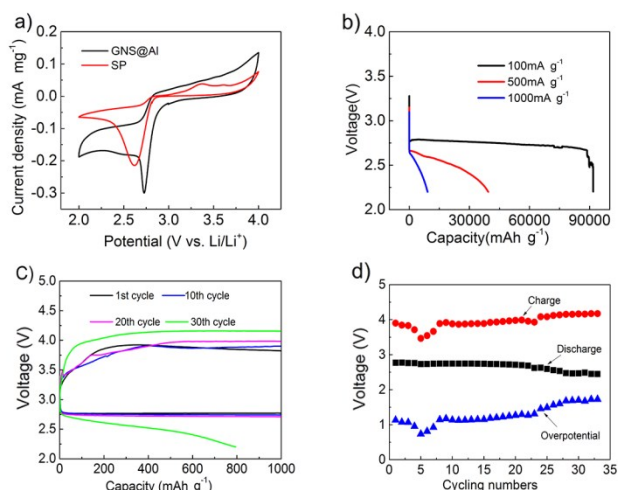 a)
GNS@Al
SP
0.1
0.0
-0.1
-0.2
-0.3
Current density (mA mg⁻¹)
2.0 2.5 3.0 3.5 4.0
Potential (V vs. Li/Li⁺)
b)
100mA g⁻¹
500mA g⁻¹
1000mA g⁻¹
4.0
3.5
3.0
2.5
2.0
Voltage(V)
0 30000 60000 90000
Capacity(mAh g⁻¹)
C)
1st cycle 10th cycle
20th cycle 30th cycle
5.0
4.5
4.0
3.5
3.0
2.5
2.0
Voltage (V)
0 200 400 600 800 1000
Capacity (mAh g⁻¹)
d)
Charge
Discharge
Overpotential
5
4
3
2
1
0
Voltage (V)
0 5 10 15 20 25 30 35
Cycling numbers